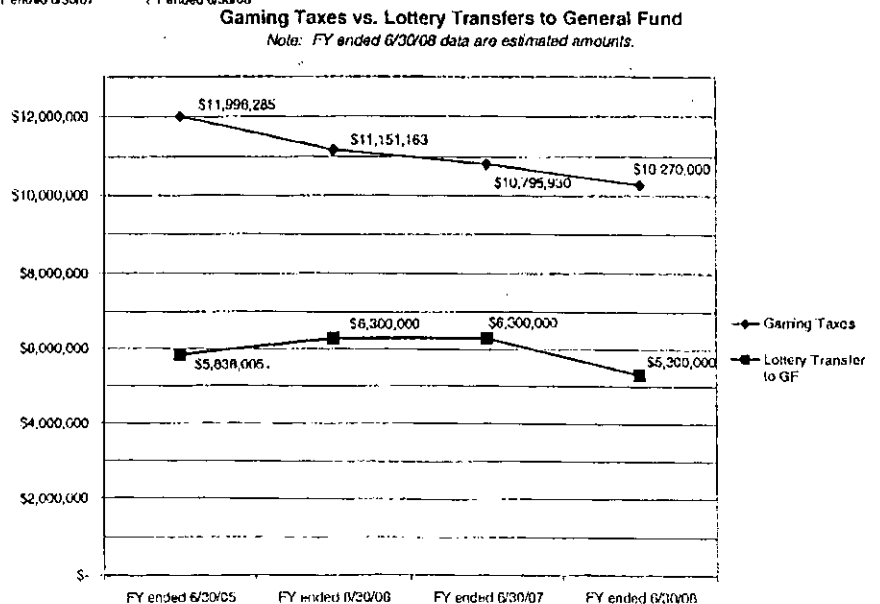 Gaming Taxes vs. Lottery Transfers to General Fund
Note: FY ended 6/30/08 data are estimated amounts.
$12,000,000
$10,000,000
$8,000,000
$6,000,000
$4,000,000
$2,000,000
$-
$11,996,285
$11,151,163
$10,795,930
$10 270,000
$5,838,005
$6,300,000
$6,300,000
$5,300,000
Gaming Taxes
Lottery Transfer
to GF
FY ended 6/30/05
FY ended 6/30/06
FY ended 6/30/07
FY ended 6/30/08